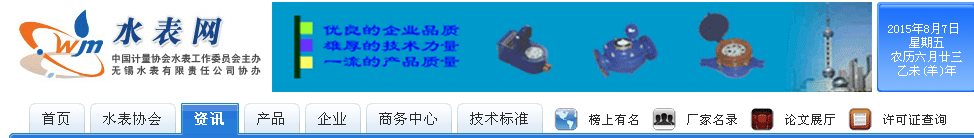 Wm
水表网
中国计量协会水表工作委员会主办
无锡水表有限责任公司协办
优良的企业品质
雄厚的技术力量
一流的产品质量
2015年8月7日
星期五
农历六月廿三
乙未(羊)年
首页 水表协会 资讯 产品 企业 商务中心 技术标准 榜上有名 厂家名录 论文展厅 许可证查询